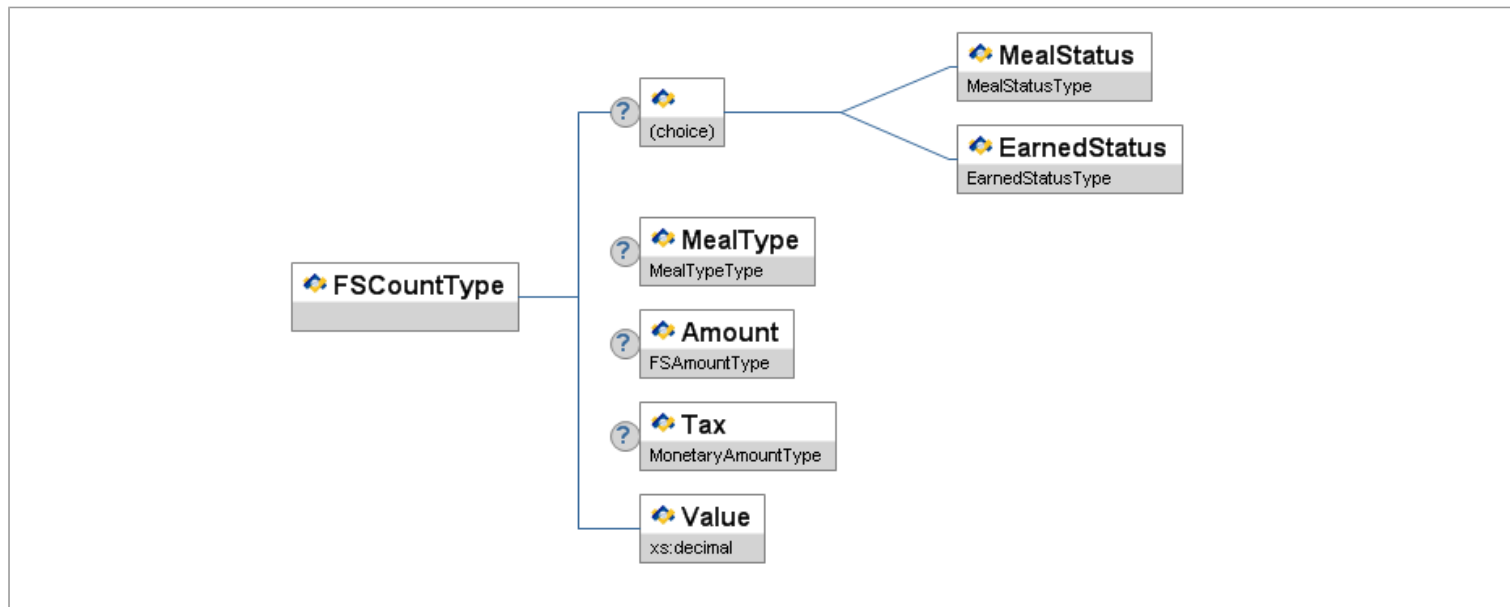 MealStatus
MealStatusType
?
(choice)
EarnedStatus
EarnedStatusType
?
MealType
MealTypeType
FSCountType
?
Amount
FSAmountType
?
Tax
MonetaryAmountType
Value
xs:decimal